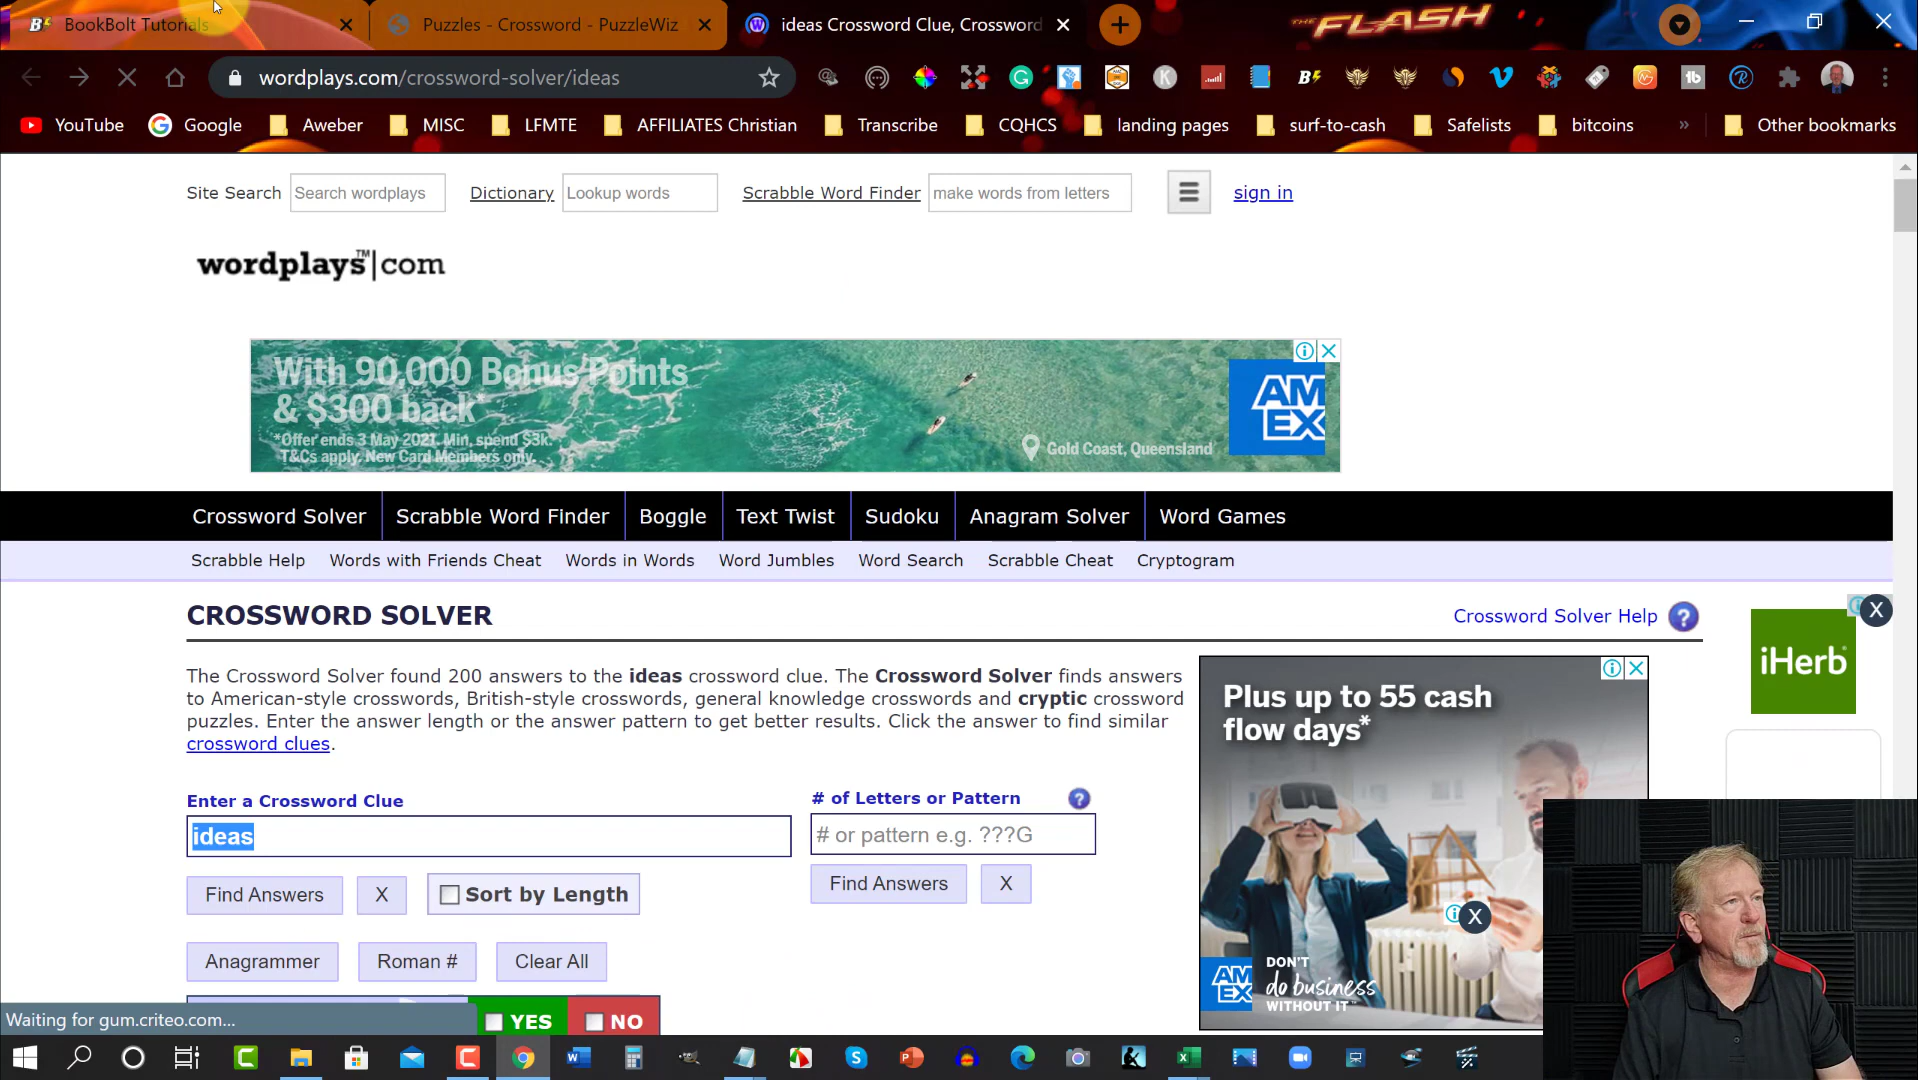 BookBolt Tutorials
Puzzles - Crossword - PuzzleWiz
ideas Crossword Clue, Crossword
THE FLASH
wordplays.com/crossword-solver/ideas
YouTube
Google
Aweber
MISC
LFMTE
AFFILIATES Christian
Transcribe
CQHCS
landing pages
surf-to-cash
Safelists
bitcoins
»
Other bookmarks
Site Search
Search wordplays
Dictionary
Lookup words
Scrabble Word Finder
make words from letters
sign in
wordplays™|com
With 90,000 Bonus Points
& $300 back*
*Offer ends 3 May 2021. Min, spend $3k.
T&Cs apply. New Card Members only.
Gold Coast, Queensland
AM
EX
Crossword Solver
Scrabble Word Finder
Boggle
Text Twist
Sudoku
Anagram Solver
Word Games
Scrabble Help
Words with Friends Cheat
Words in Words
Word Jumbles
Word Search
Scrabble Cheat
Cryptogram
CROSSWORD SOLVER
Crossword Solver Help
?
The Crossword Solver found 200 answers to the ideas crossword clue. The Crossword Solver finds answers
to American-style crosswords, British-style crosswords, general knowledge crosswords and cryptic crossword
puzzles. Enter the answer length or the answer pattern to get better results. Click the answer to find similar
crossword clues.
Enter a Crossword Clue
ideas
# of Letters or Pattern
?
# or pattern e.g. ???G
Find Answers
X
Sort by Length
Find Answers
X
Anagrammer
Roman #
Clear All
YES
NO
Plus up to 55 cash
flow days*
AM
EX
DON'T
do business
WITHOUT IT™
iHerb
X
X
Waiting for gum.criteo.com...